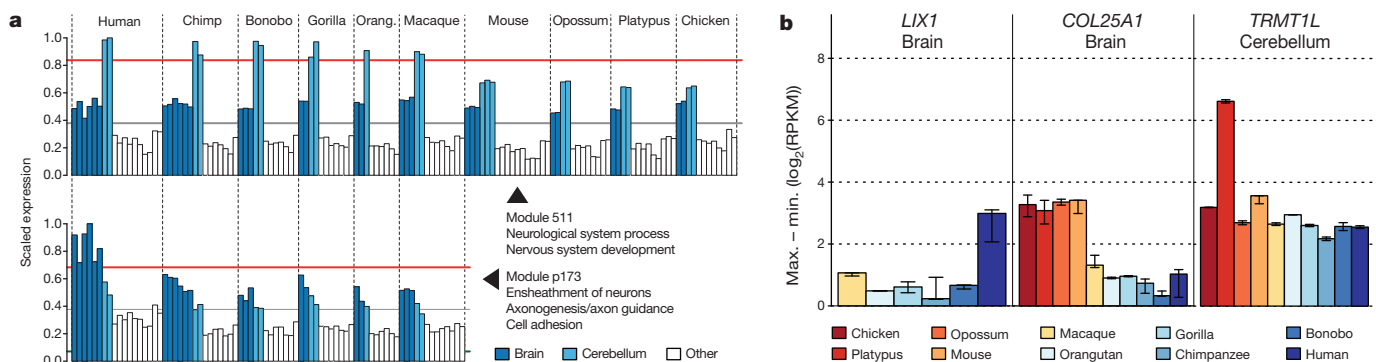 a
Human Chimp Bonobo Gorilla Orang. Macaque Mouse Opossum Platypus Chicken
Scaled expression
1.0
0.8
0.6
0.4
0.2
0.0
Module 511
Neurological system process
Nervous system development
1.0
0.8
0.6
0.4
0.2
0.0
Module p173
Ensheathment of neurons
Axonogenesis/axon guidance
Cell adhesion
Brain Cerebellum Other
b
LIX1 COL25A1 TRMT1L
Brain Brain Cerebellum
Max. – min. (log2(RPKM))
8
6
4
2
0
Chicken Opossum Macaque Gorilla Bonobo
Platypus Mouse Orangutan Chimpanzee Human